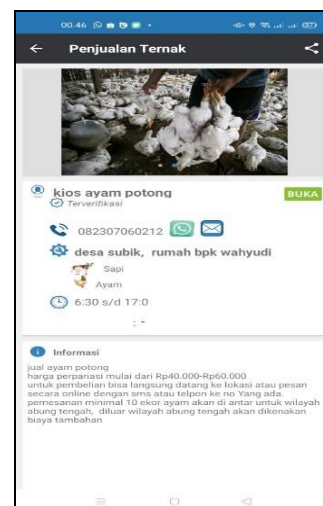 00.46
Penjualan Ternak
kios ayam potong
BUKA
Terverifikasi
082307060212
desa subik, rumah bpk wahyudi
Sapi
Ayam
6:30 s/d 17:0
: -
Informasi
jual ayam potong
harga perpariasi mulai dari Rp40.000-Rp60.000
untuk pembelian bisa langsung datang ke lokasi atau pesan
secara online dengan sms atau telpon ke no Yang ada.
pemesanan minimal 10 ekor ayam akan di antar untuk wilayah
abung tengah, diluar wilayah abung tengah akan dikenakan
biaya tambahan